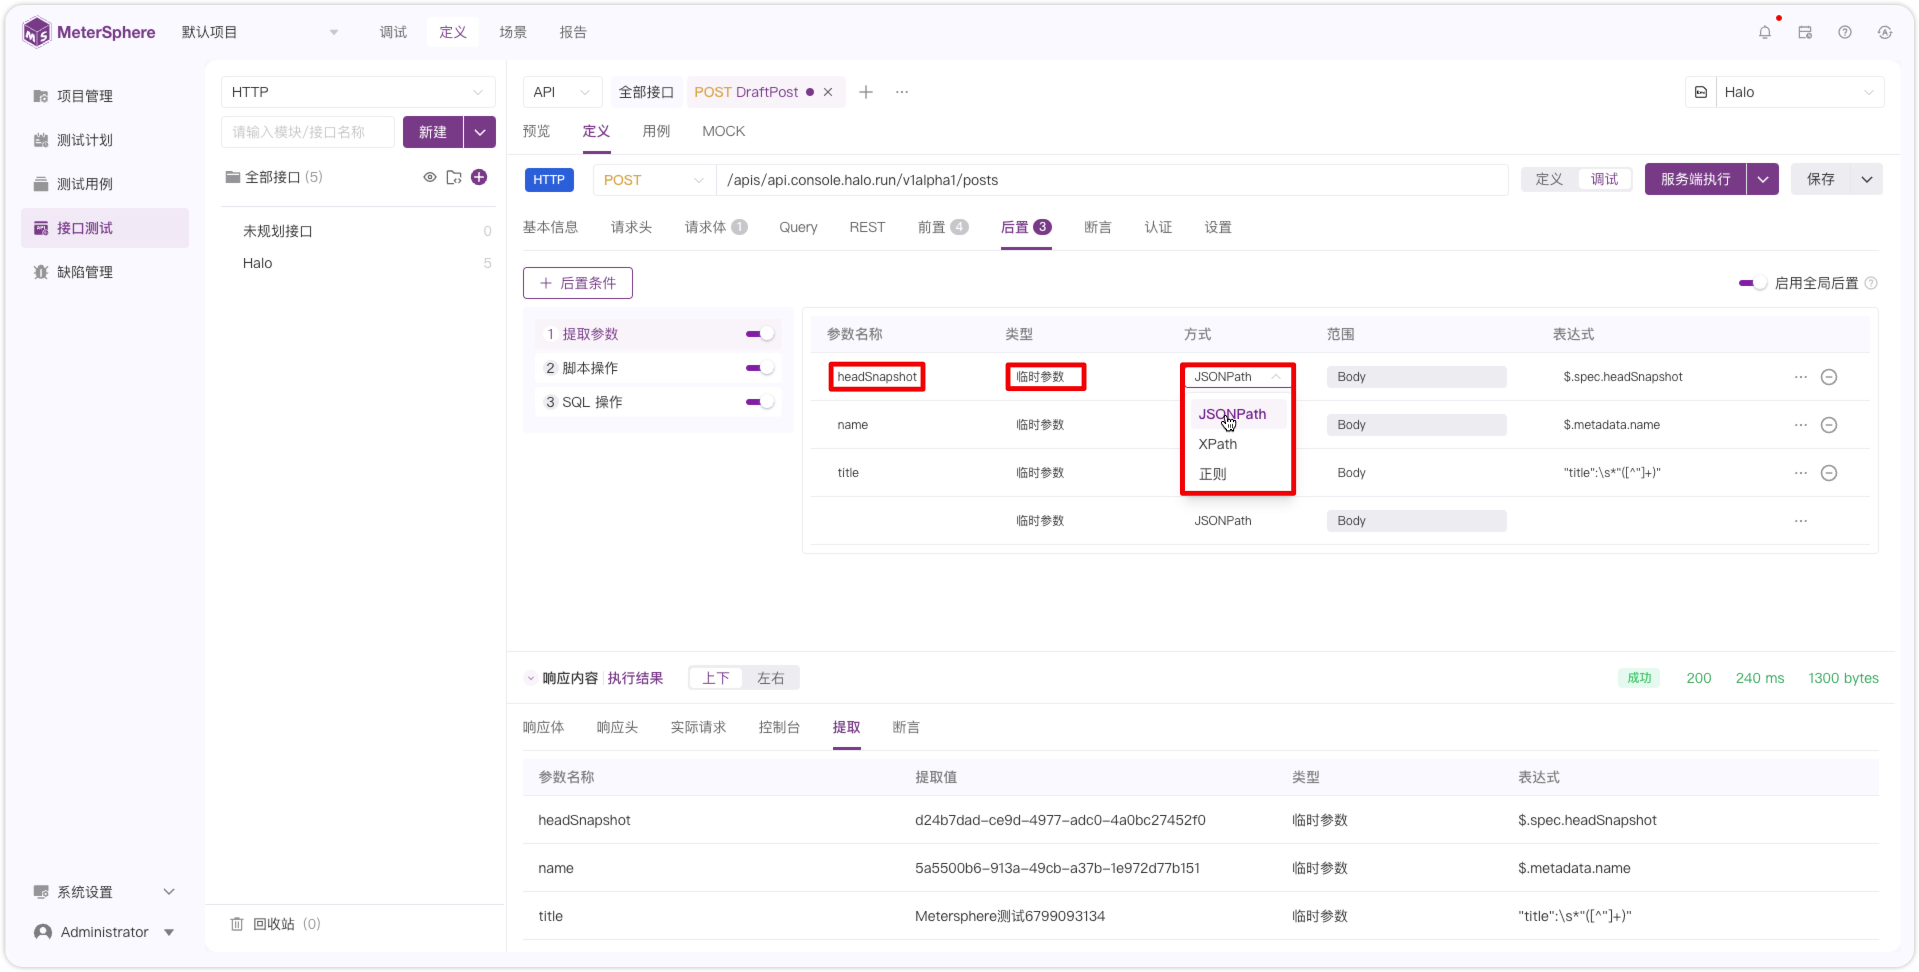 MeterSphere 默认项目 调试 定义 场景 报告
项目管理
测试计划
测试用例
接口测试
缺陷管理
系统设置
Administrator
HTTP
请输入模块/接口名称 新建
全部接口 (5)
未规划接口 0
Halo 5
回收站 (0)
API 全部接口 POST DraftPost Halo
预览 定义 用例 MOCK
HTTP POST /apis/api.console.halo.run/v1alpha1/posts 定义 调试 服务端执行 保存
基本信息 请求头 请求体 1 Query REST 前置 4 后置 3 断言 认证 设置
后置条件 启用全局后置
1 提取参数
2 脚本操作
3 SQL 操作
参数名称 类型 方式 范围 表达式
headSnapshot 临时参数 JSONPath Body $.spec.headSnapshot
JSONPath
XPath
正则
name 临时参数 Body $.metadata.name
title 临时参数 Body "title":\s*"([^"]+)"
临时参数 JSONPath Body
响应内容 执行结果 上下 左右 成功 200 240 ms 1300 bytes
响应体 响应头 实际请求 控制台 提取 断言
参数名称 提取值 类型 表达式
headSnapshot d24b7dad-ce9d-4977-adc0-4a0bc27452f0 临时参数 $.spec.headSnapshot
name 5a5500b6-913a-49cb-a37b-1e972d77b151 临时参数 $.metadata.name
title Metersphere测试6799093134 临时参数 "title":\s*"([^"]+)"